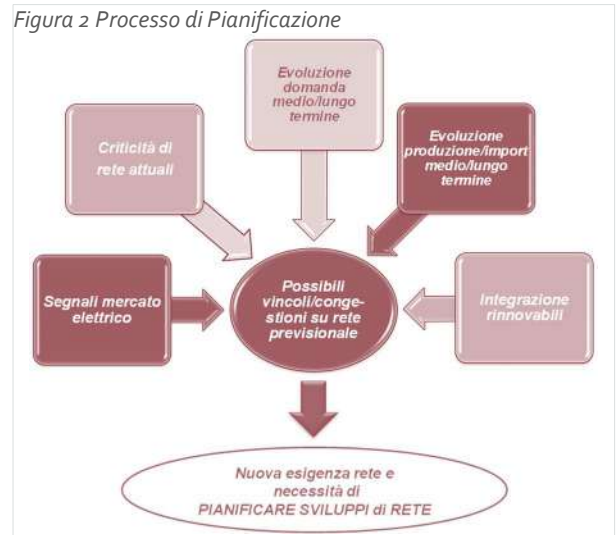 Figura 2 Processo di Pianificazione
Evoluzione
domanda
medio/lungo
termine
Criticità di
rete attuali
Evoluzione
produzione/import
medio/lungo
termine
Segnali mercato
elettrico
Possibili
vincoli/conge-
stioni su rete
previsionale
Integrazione
rinnovabili
Nuova esigenza rete e
necessità di
PIANIFICARE SVILUPPI di RETE